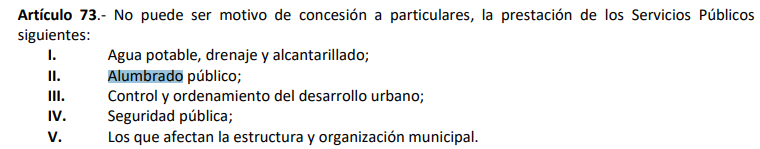 Artículo 73.- No puede ser motivo de concesión a particulares, la prestación de los Servicios Públicos
siguientes:
I. Agua potable, drenaje y alcantarillado;
II. Alumbrado público;
III. Control y ordenamiento del desarrollo urbano;
IV. Seguridad pública;
V. Los que afectan la estructura y organización municipal.